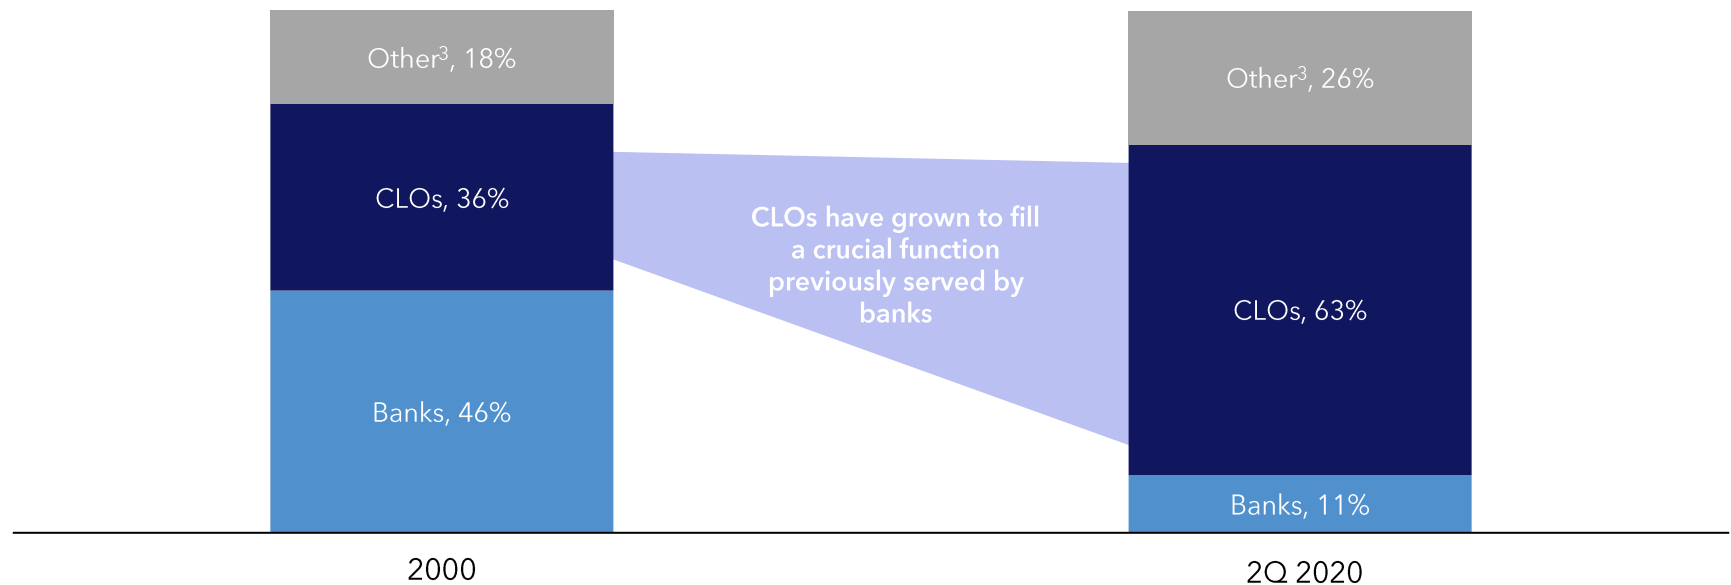 Other³, 18%
CLOs, 36%
Banks, 46%
2000
CLOs have grown to fill
a crucial function
previously served by
banks
Other³, 26%
CLOs, 63%
Banks, 11%
2Q 2020